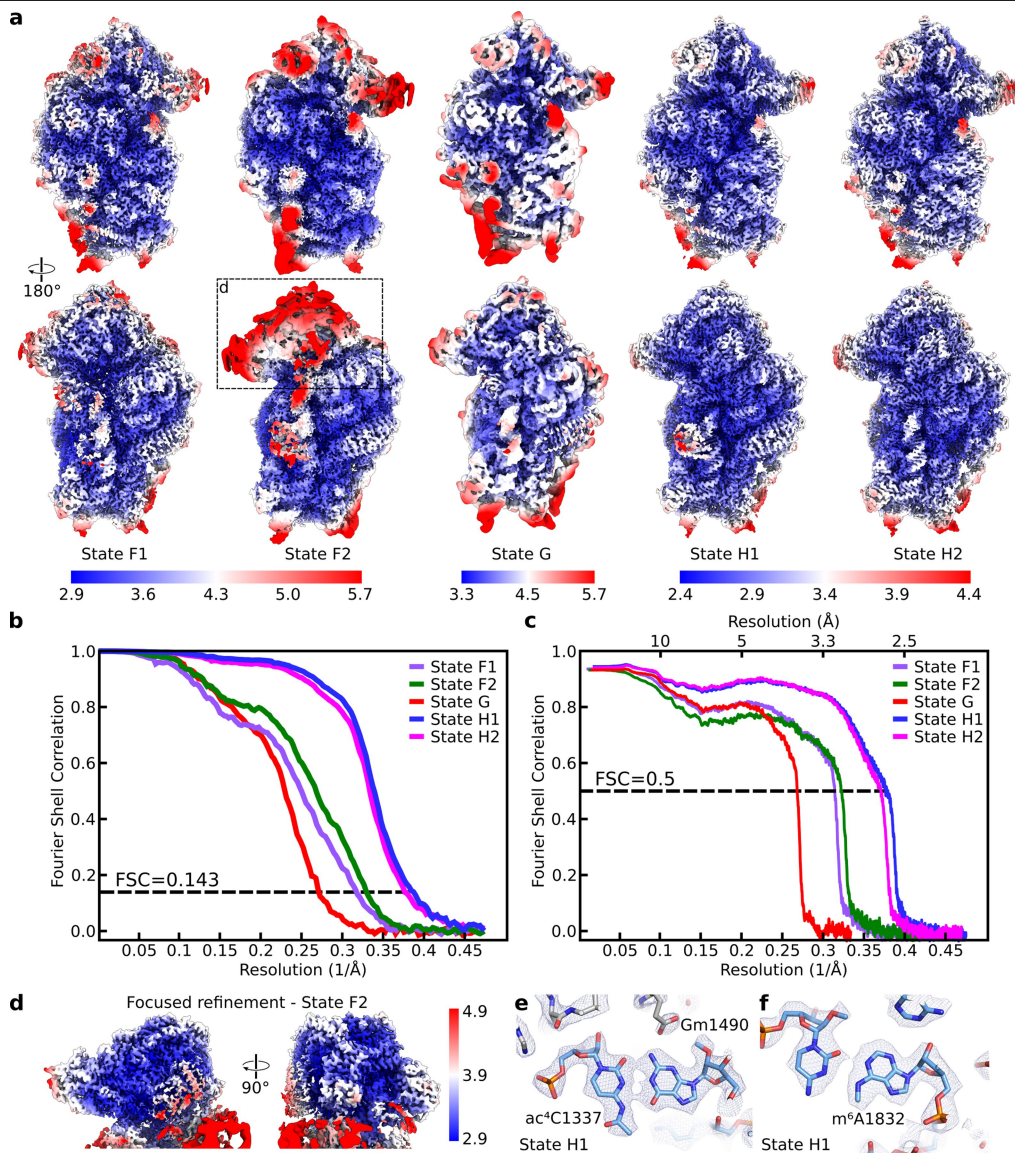 a
180°
d
State F1
State F2
State G
State H1
State H2
2.9 3.6 4.3 5.0 5.7
3.3 4.5 5.7
2.4 2.9 3.4 3.9 4.4
b
1.0
0.8
0.6
0.4
0.2
0.0
Fourier Shell Correlation
State F1
State F2
State G
State H1
State H2
FSC=0.143
0.05 0.1 0.15 0.2 0.25 0.3 0.35 0.4 0.45
Resolution (1/Å)
c
Resolution (Å)
10 5 3.3 2.5
1.0
0.8
0.6
0.4
0.2
0.0
Fourier Shell Correlation
State F1
State F2
State G
State H1
State H2
FSC=0.5
0.05 0.1 0.15 0.2 0.25 0.3 0.35 0.4 0.45
Resolution (1/Å)
d
Focused refinement - State F2
90°
4.9
3.9
2.9
e
Gm1490
ac⁴C1337
State H1
f
m⁶A1832
State H1